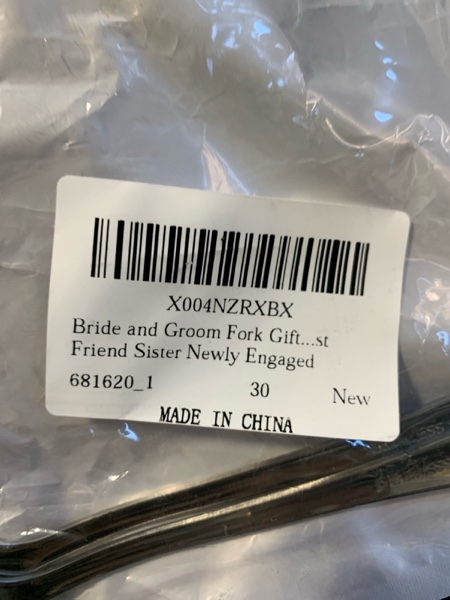 X004NZRXBX
Bride and Groom Fork Gift...st
Friend Sister Newly Engaged
681620_1 30 New
MADE IN CHINA